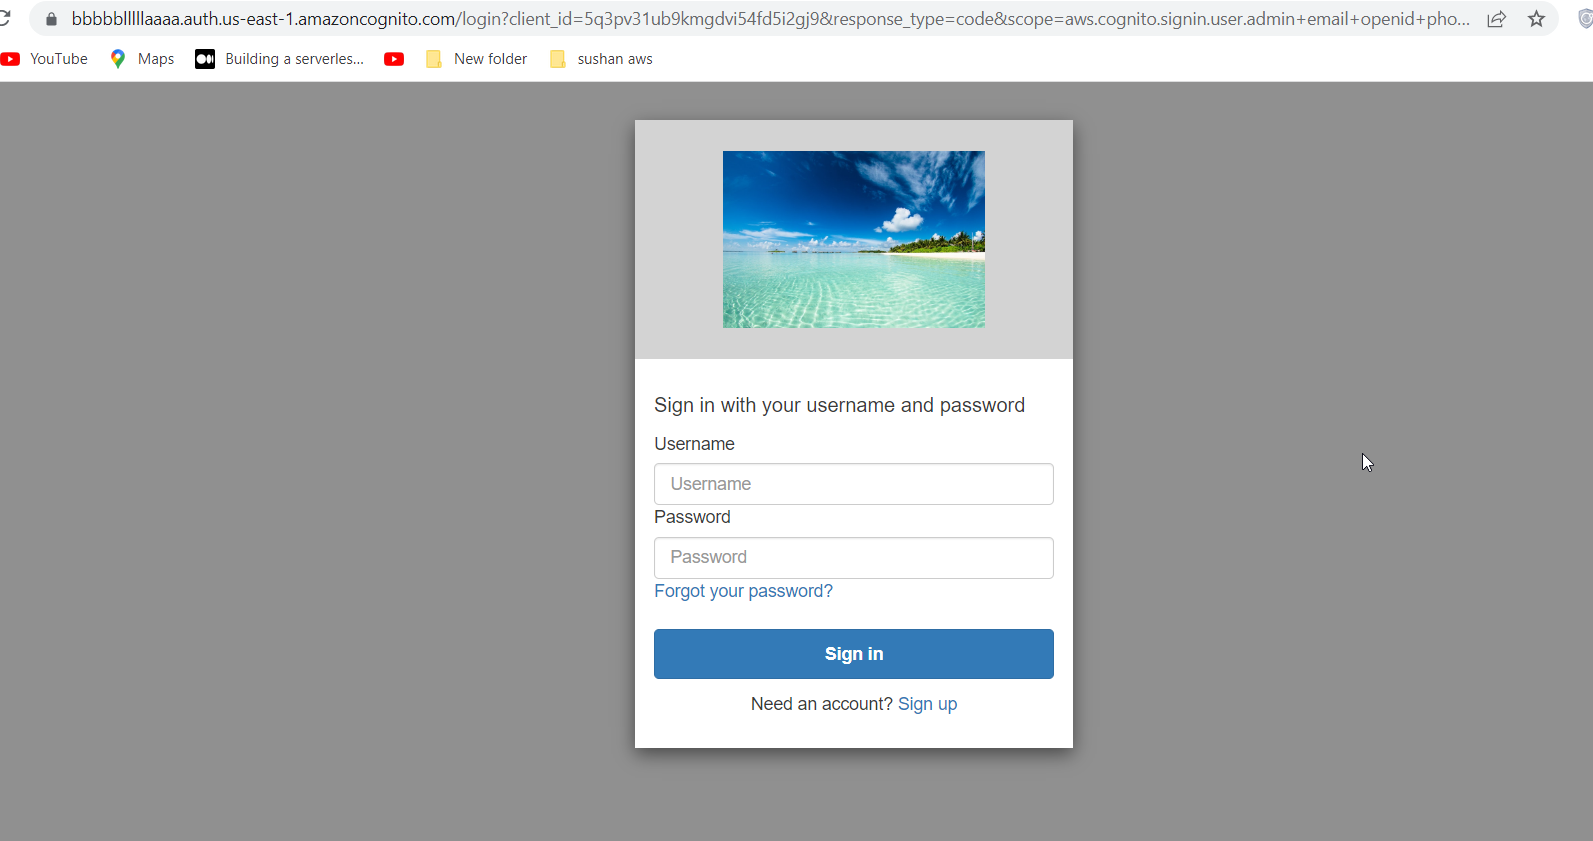 bbbbbllllllaaaa.auth.us-east-1.amazoncognito.com/login?client_id=5q3pv31ub9kmgdvi54fd5i2gj9&response_type=code&scope=aws.cognito.signin.user.admin+email+openid+pho...
YouTube Maps Building a serverles... New folder sushan aws
Sign in with your username and password
Username
Username
Password
Password
Forgot your password?
Sign in
Need an account? Sign up